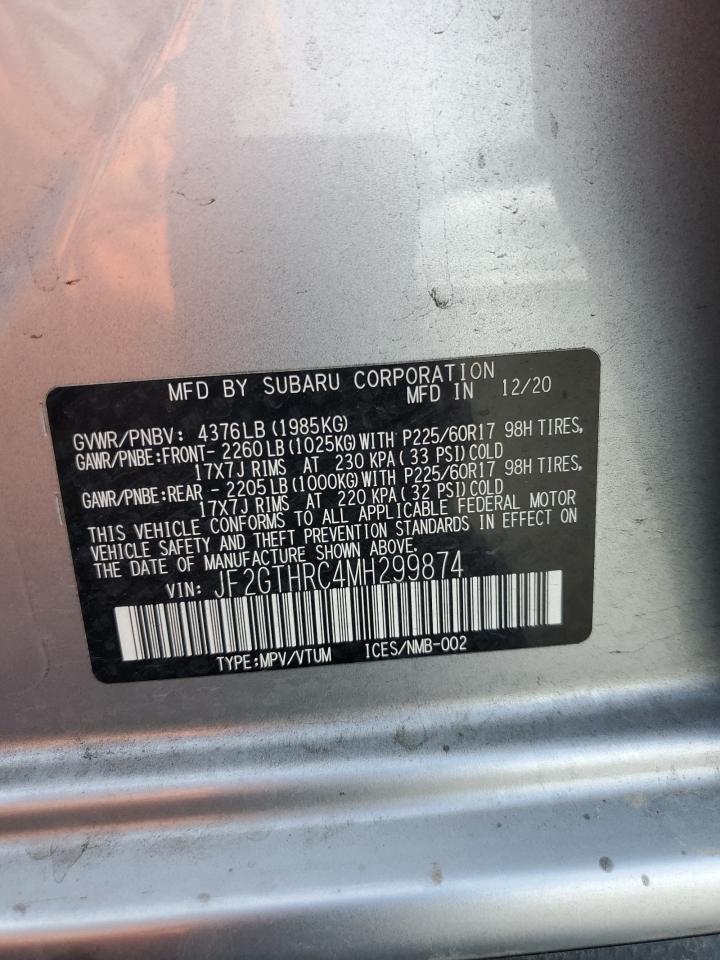 MFD BY SUBARU CORPORATION
MFD IN 12/20
GVWR/PNBV: 4376LB (1985KG)
GAWR/PNBE:FRONT- 2260LB (1025KG) WITH P225/60R17 98H TIRES,
17X7J RIMS AT 230 KPA (33 PSI) COLD
GAWR/PNBE:REAR - 2205LB (1000KG) WITH P225/60R17 98H TIRES,
17X7J RIMS AT 220 KPA (32 PSI) COLD
THIS VEHICLE CONFORMS TO ALL APPLICABLE FEDERAL MOTOR
VEHICLE SAFETY AND THEFT PREVENTION STANDARDS IN EFFECT ON
THE DATE OF MANUFACTURE SHOWN ABOVE.
VIN: JF2GTHRC4MH299874
TYPE:MPV/VTUM ICES/NMB-002